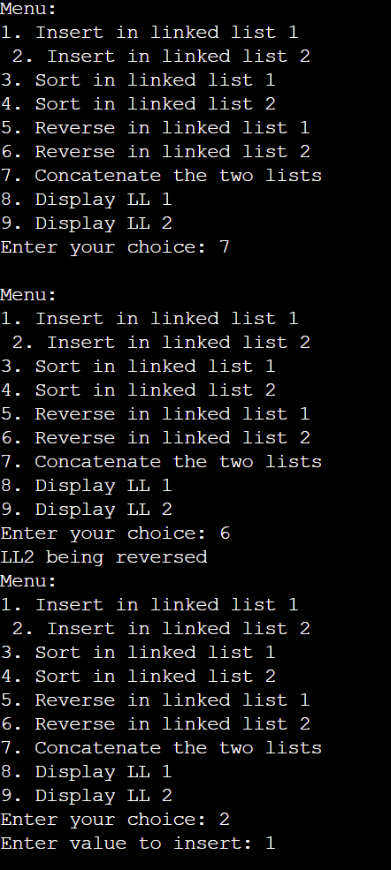 Menu:
1. Insert in linked list 1
 2. Insert in linked list 2
3. Sort in linked list 1
4. Sort in linked list 2
5. Reverse in linked list 1
6. Reverse in linked list 2
7. Concatenate the two lists
8. Display LL 1
9. Display LL 2
Enter your choice: 7

Menu:
1. Insert in linked list 1
 2. Insert in linked list 2
3. Sort in linked list 1
4. Sort in linked list 2
5. Reverse in linked list 1
6. Reverse in linked list 2
7. Concatenate the two lists
8. Display LL 1
9. Display LL 2
Enter your choice: 6
LL2 being reversed
Menu:
1. Insert in linked list 1
 2. Insert in linked list 2
3. Sort in linked list 1
4. Sort in linked list 2
5. Reverse in linked list 1
6. Reverse in linked list 2
7. Concatenate the two lists
8. Display LL 1
9. Display LL 2
Enter your choice: 2
Enter value to insert: 1